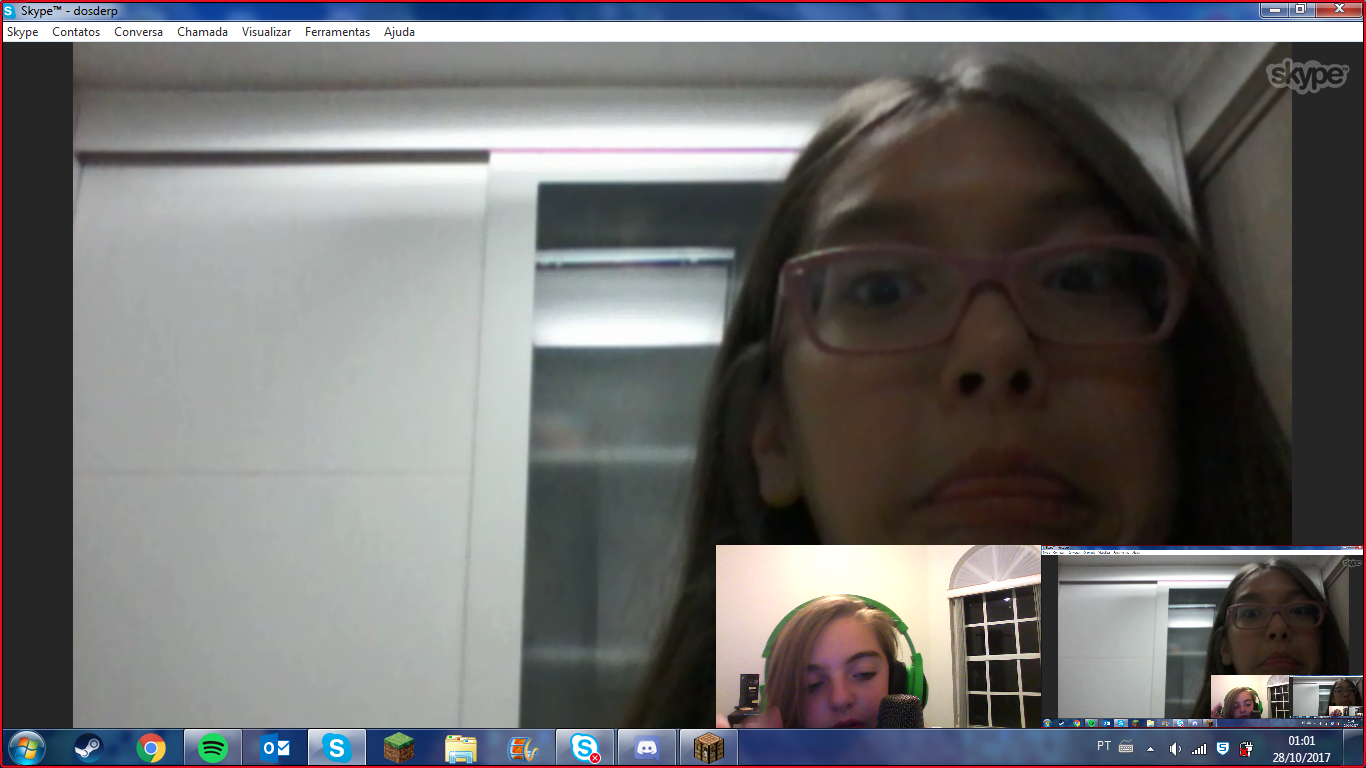 Skype™ - dosderp
Skype Contatos Conversa Chamada Visualizar Ferramentas Ajuda
skype
PT
01:01
28/10/2017